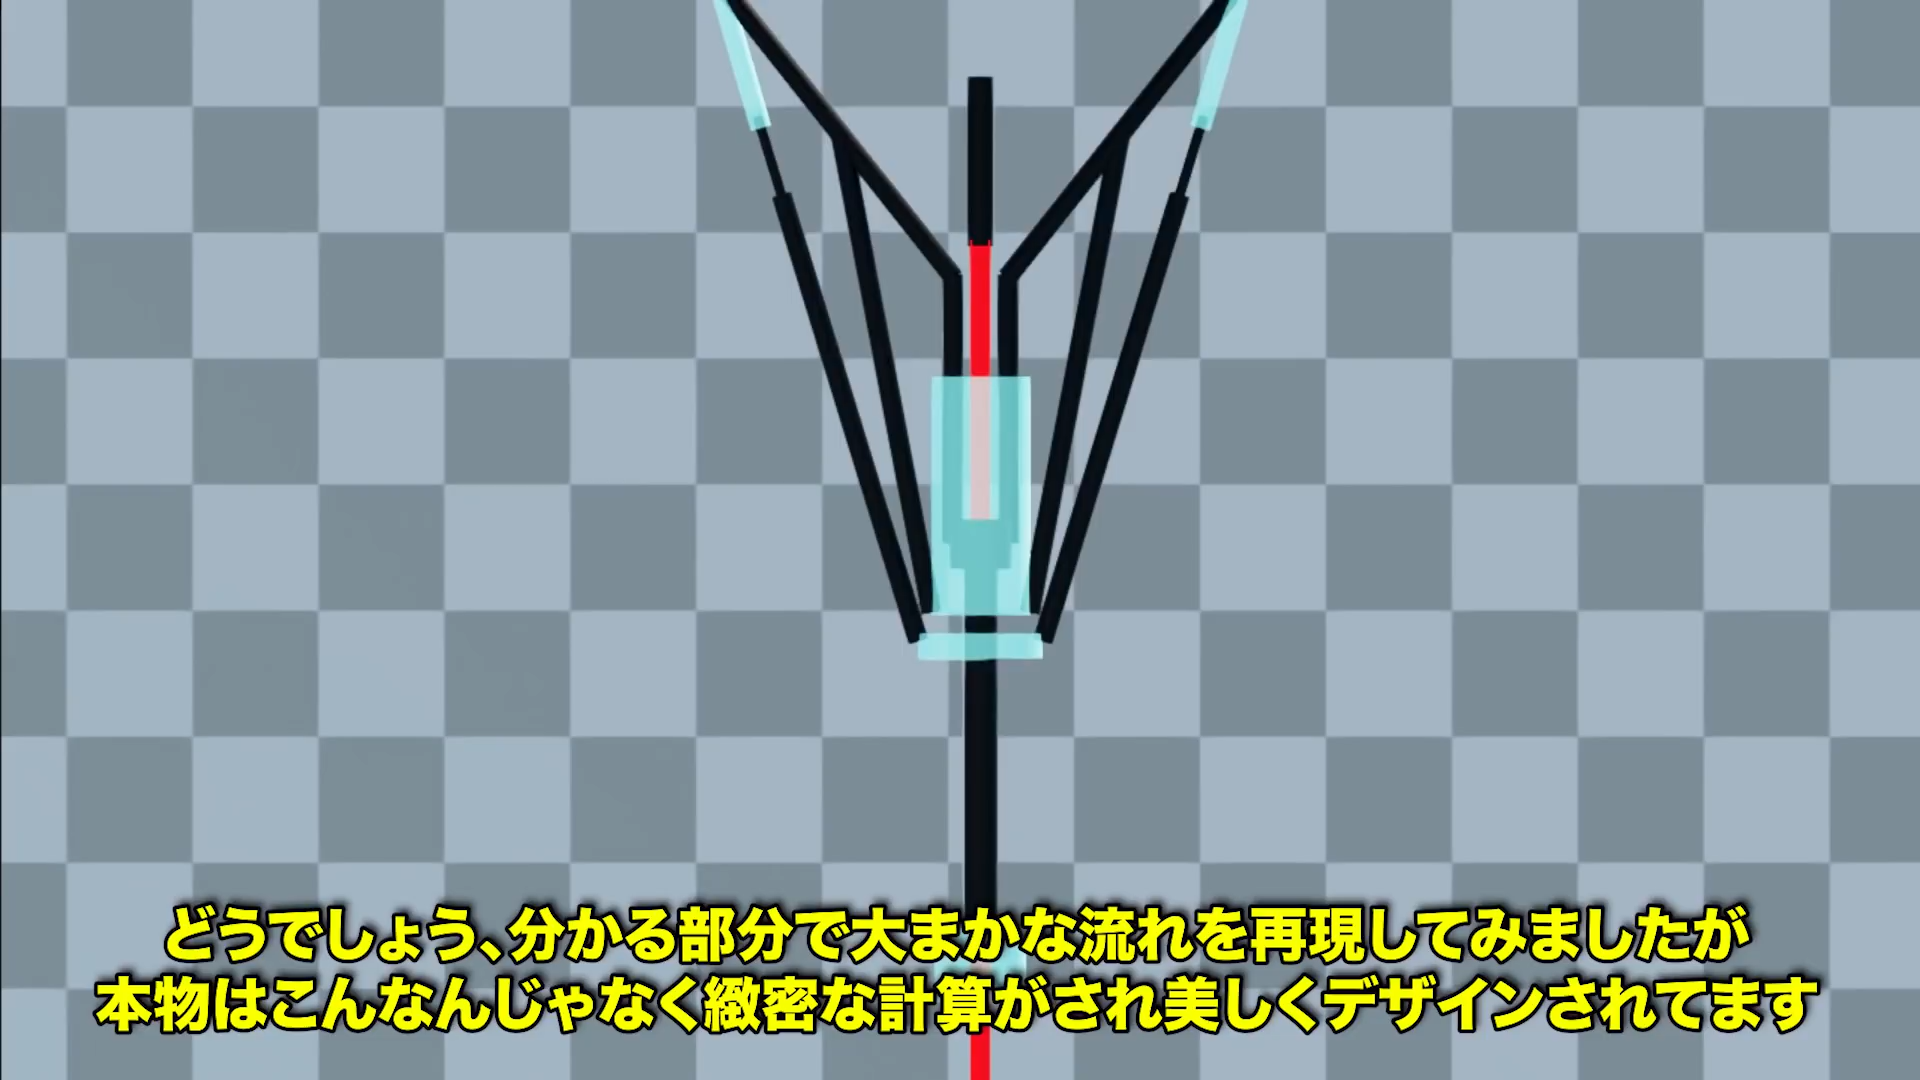 どうでしょう、分かる部分で大まかな流れを再現してみましたが
本物はこんなんじゃなく緻密な計算がされ美しくデザインされてます